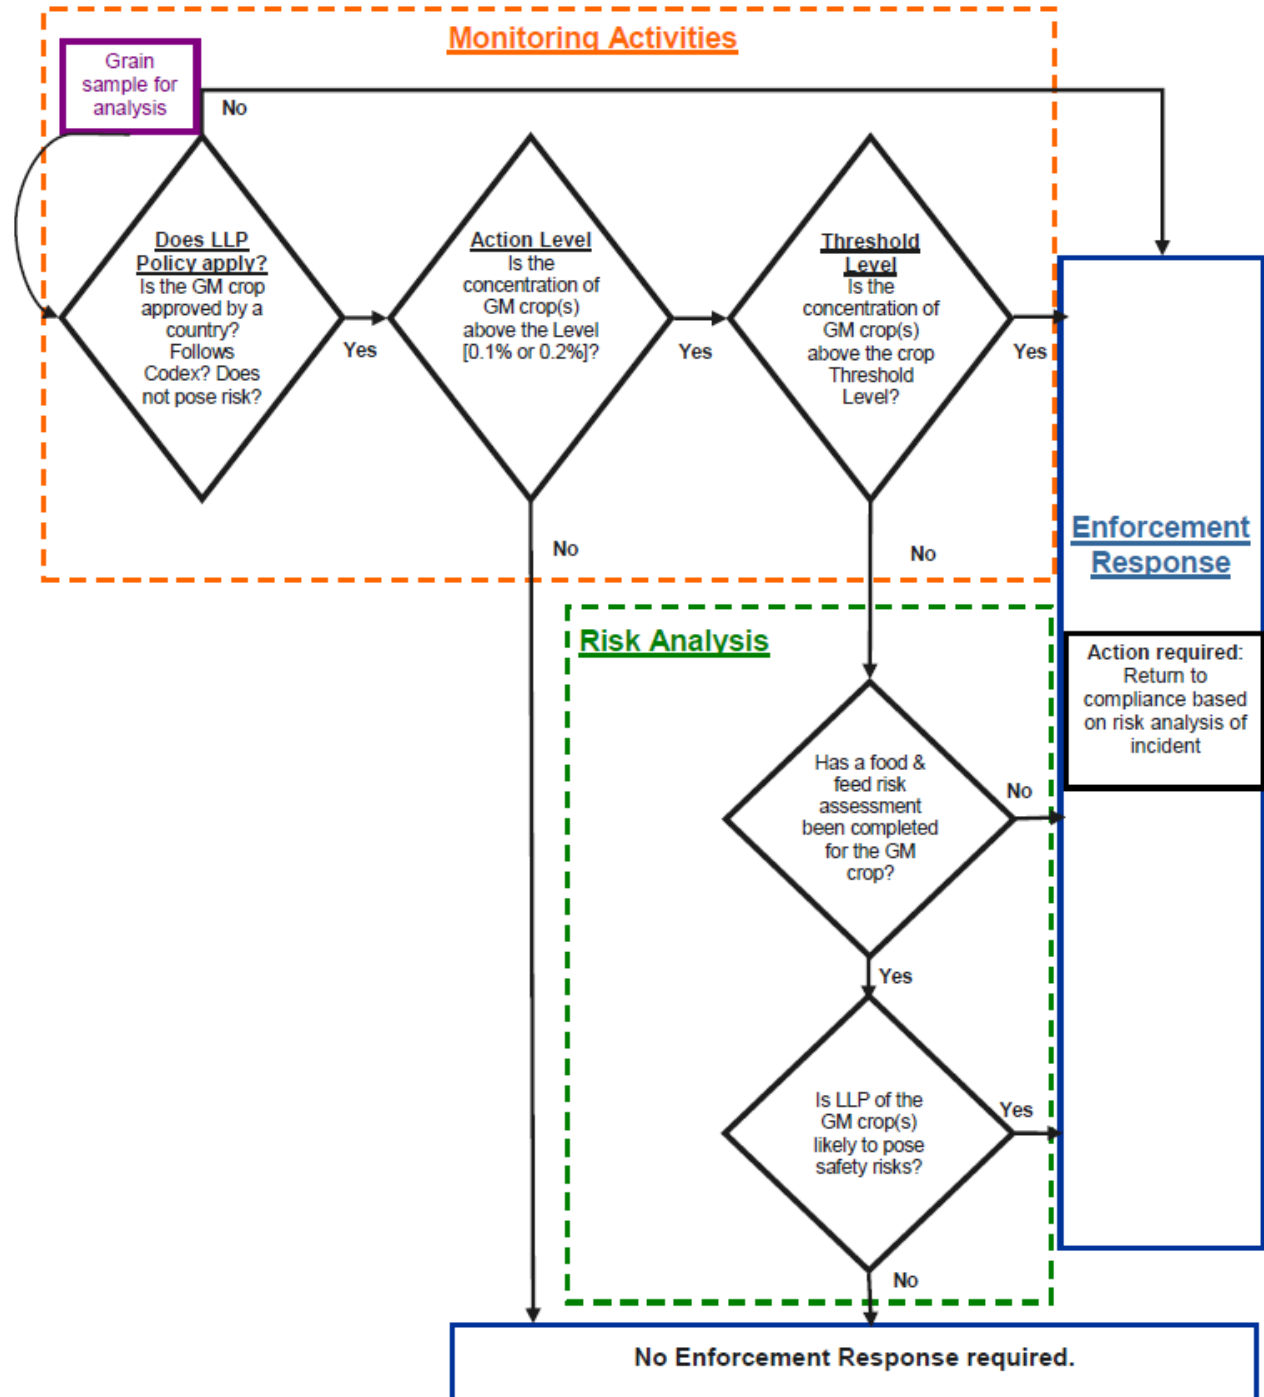 Monitoring Activities
Grain
sample for
analysis
No
Does LLP
Policy apply?
Is the GM crop
approved by a
country?
Follows
Codex? Does
not pose risk?
Yes
Action Level
Is the
concentration of
GM crop(s)
above the Level
[0.1% or 0.2%]?
Yes
Threshold
Level
Is the
concentration of
GM crop(s)
above the crop
Threshold
Level?
Yes
No
No
Enforcement
Response
Risk Analysis
Action required:
Return to
compliance based
on risk analysis of
incident
Has a food &
feed risk
assessment
been completed
for the GM
crop?
No
Yes
Is LLP of the
GM crop(s)
likely to pose
safety risks?
Yes
No
No Enforcement Response required.